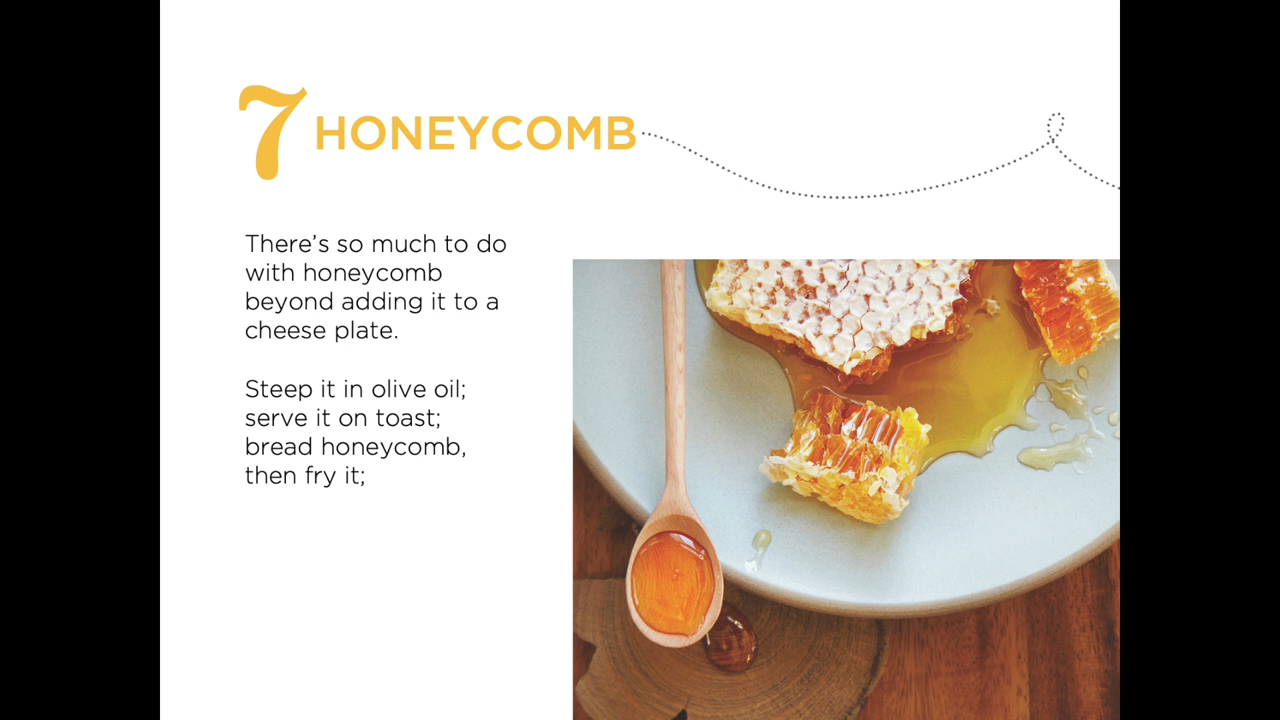 7 HONEYCOMB
There’s so much to do
with honeycomb
beyond adding it to a
cheese plate.
Steep it in olive oil;
serve it on toast;
bread honeycomb,
then fry it;